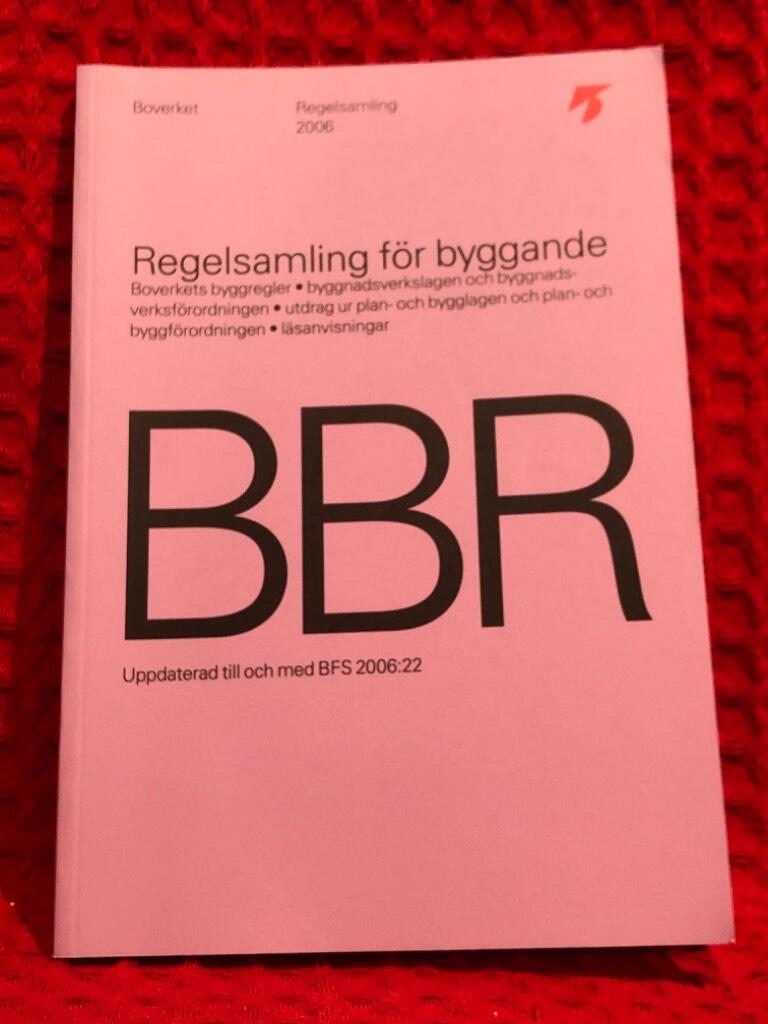 Boverket
Regelsamling
2006
Regelsamling för byggande
Boverkets byggregler • byggnadsverkslagen och byggnads-
verksförordningen • utdrag ur plan- och bygglagen och plan- och
byggförordningen • läsanvisningar
BBR
Uppdaterad till och med BFS 2006:22